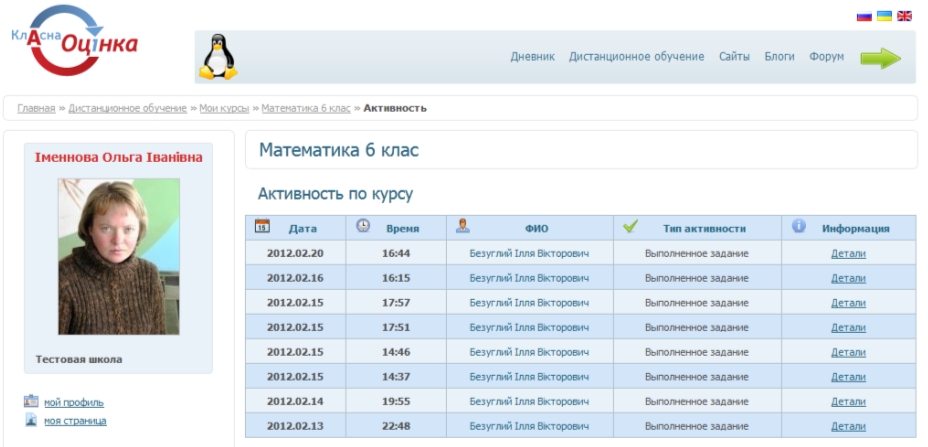 КлАсна Оцінка
Дневник Дистанционное обучение Сайты Блоги Форум
Главная » Дистанционное обучение » Мои курсы » Математика 6 клас » Активность
Іменнова Ольга Іванівна
Тестовая школа
мой профиль
моя страница
Математика 6 клас
Активность по курсу
15 Дата Время ФИО Тип активности Информация
2012.02.20 16:44 Безуглий Ілля Вікторович Выполненное задание Детали
2012.02.16 16:15 Безуглий Ілля Вікторович Выполненное задание Детали
2012.02.15 17:57 Безуглий Ілля Вікторович Выполненное задание Детали
2012.02.15 17:51 Безуглий Ілля Вікторович Выполненное задание Детали
2012.02.15 14:46 Безуглий Ілля Вікторович Выполненное задание Детали
2012.02.15 14:37 Безуглий Ілля Вікторович Выполненное задание Детали
2012.02.14 19:55 Безуглий Ілля Вікторович Выполненное задание Детали
2012.02.13 22:48 Безуглий Ілля Вікторович Выполненное задание Детали